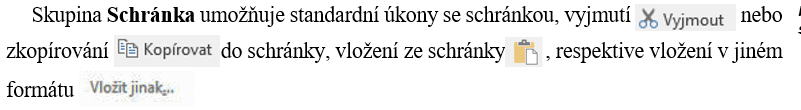 Skupina Schránka umožňuje standardní úkony se schránkou, vyjmutí Vyjmout nebo
zkopírování Kopírovat do schránky, vložení ze schránky , respektive vložení v jiném
formátu Vložit jinak...